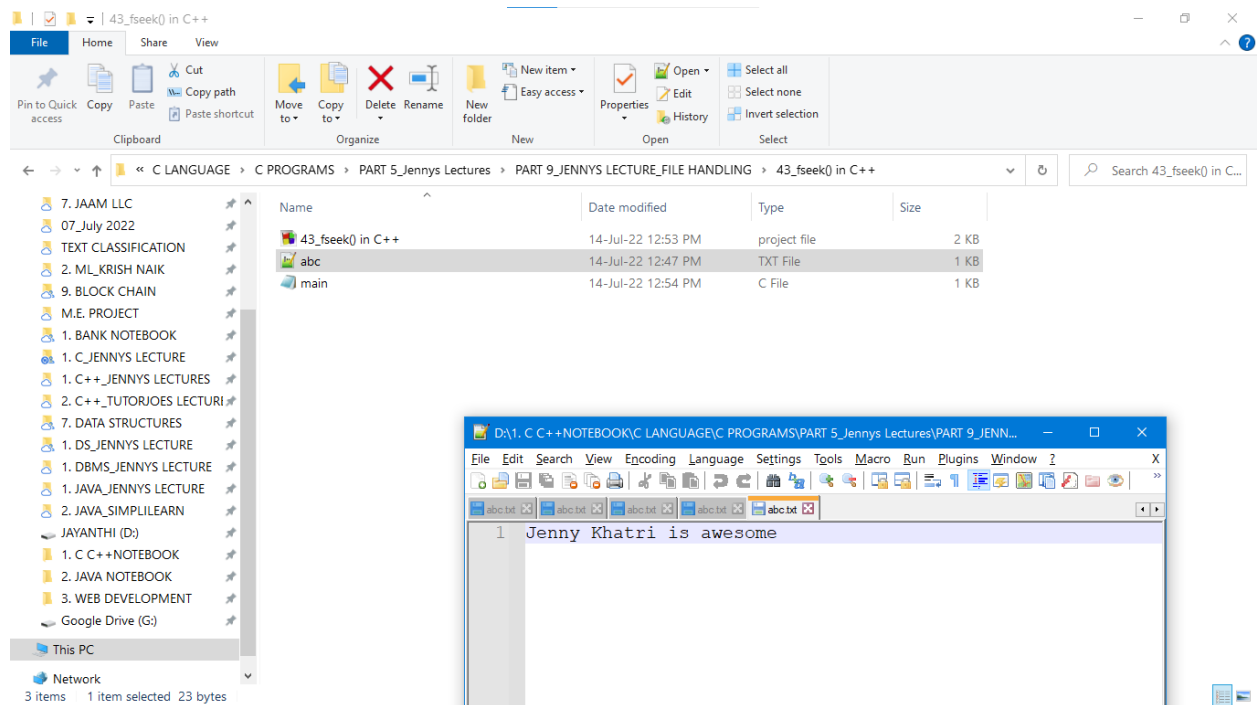 43_fseek() in C++
File Home Share View
Pin to Quick access
Copy
Paste
Cut
Copy path
Paste shortcut
Move to
Copy to
Delete
Rename
New folder
New item
Easy access
Properties
Open
Edit
History
Select all
Select none
Invert selection
Clipboard Organize New Open Select
« C LANGUAGE › C PROGRAMS › PART 5_Jennys Lectures › PART 9_JENNYS LECTURE_FILE HANDLING › 43_fseek() in C++
Search 43_fseek() in C...
7. JAAM LLC
07_July 2022
TEXT CLASSIFICATION
2. ML_KRISH NAIK
9. BLOCK CHAIN
M.E. PROJECT
1. BANK NOTEBOOK
1. C_JENNYS LECTURE
1. C++_JENNYS LECTURES
2. C++_TUTORJOES LECTURE
7. DATA STRUCTURES
1. DS_JENNYS LECTURE
1. DBMS_JENNYS LECTURE
1. JAVA_JENNYS LECTURE
2. JAVA_SIMPLILEARN
JAYANTHI (D:)
1. C C++NOTEBOOK
2. JAVA NOTEBOOK
3. WEB DEVELOPMENT
Google Drive (G:)
This PC
Network
Name Date modified Type Size
43_fseek() in C++ 14-Jul-22 12:53 PM project file 2 KB
abc 14-Jul-22 12:47 PM TXT File 1 KB
main 14-Jul-22 12:54 PM C File 1 KB
D:\1. C C++NOTEBOOK\C LANGUAGE\C PROGRAMS\PART 5_Jennys Lectures\PART 9_JENN...
File Edit Search View Encoding Language Settings Tools Macro Run Plugins Window ? X
abc.txt abc.txt abc.txt abc.txt abc.txt
1 Jenny Khatri is awesome
3 items 1 item selected 23 bytes